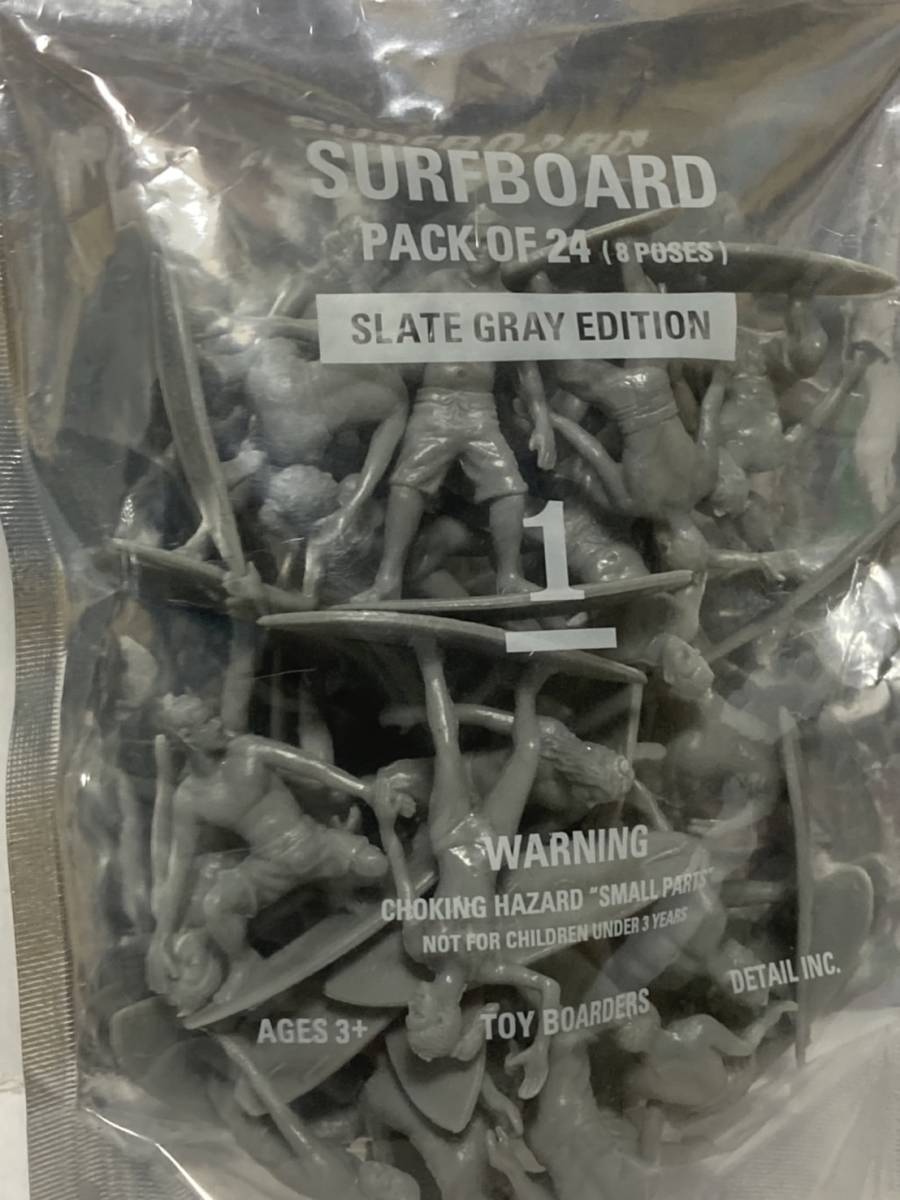 SURFBOARD
PACK OF 24 (8 POSES)
SLATE GRAY EDITION
1
WARNING
CHOKING HAZARD "SMALL PARTS"
NOT FOR CHILDREN UNDER 3 YEARS
DETAIL INC.
AGES 3+
TOY BOARDERS